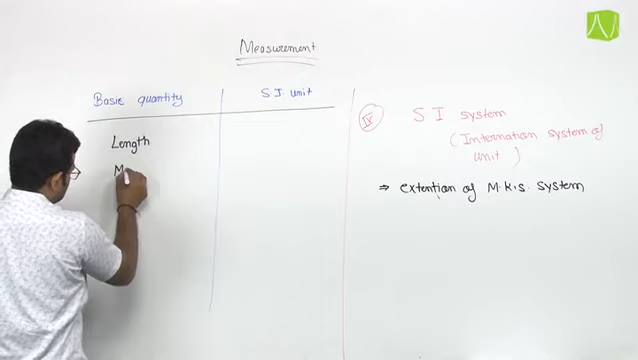 Measurement
Basic quantity
S.I. unit
Length
M
IV
S I system
(Internation system of
unit )
⇒ extention of M.K.S. system